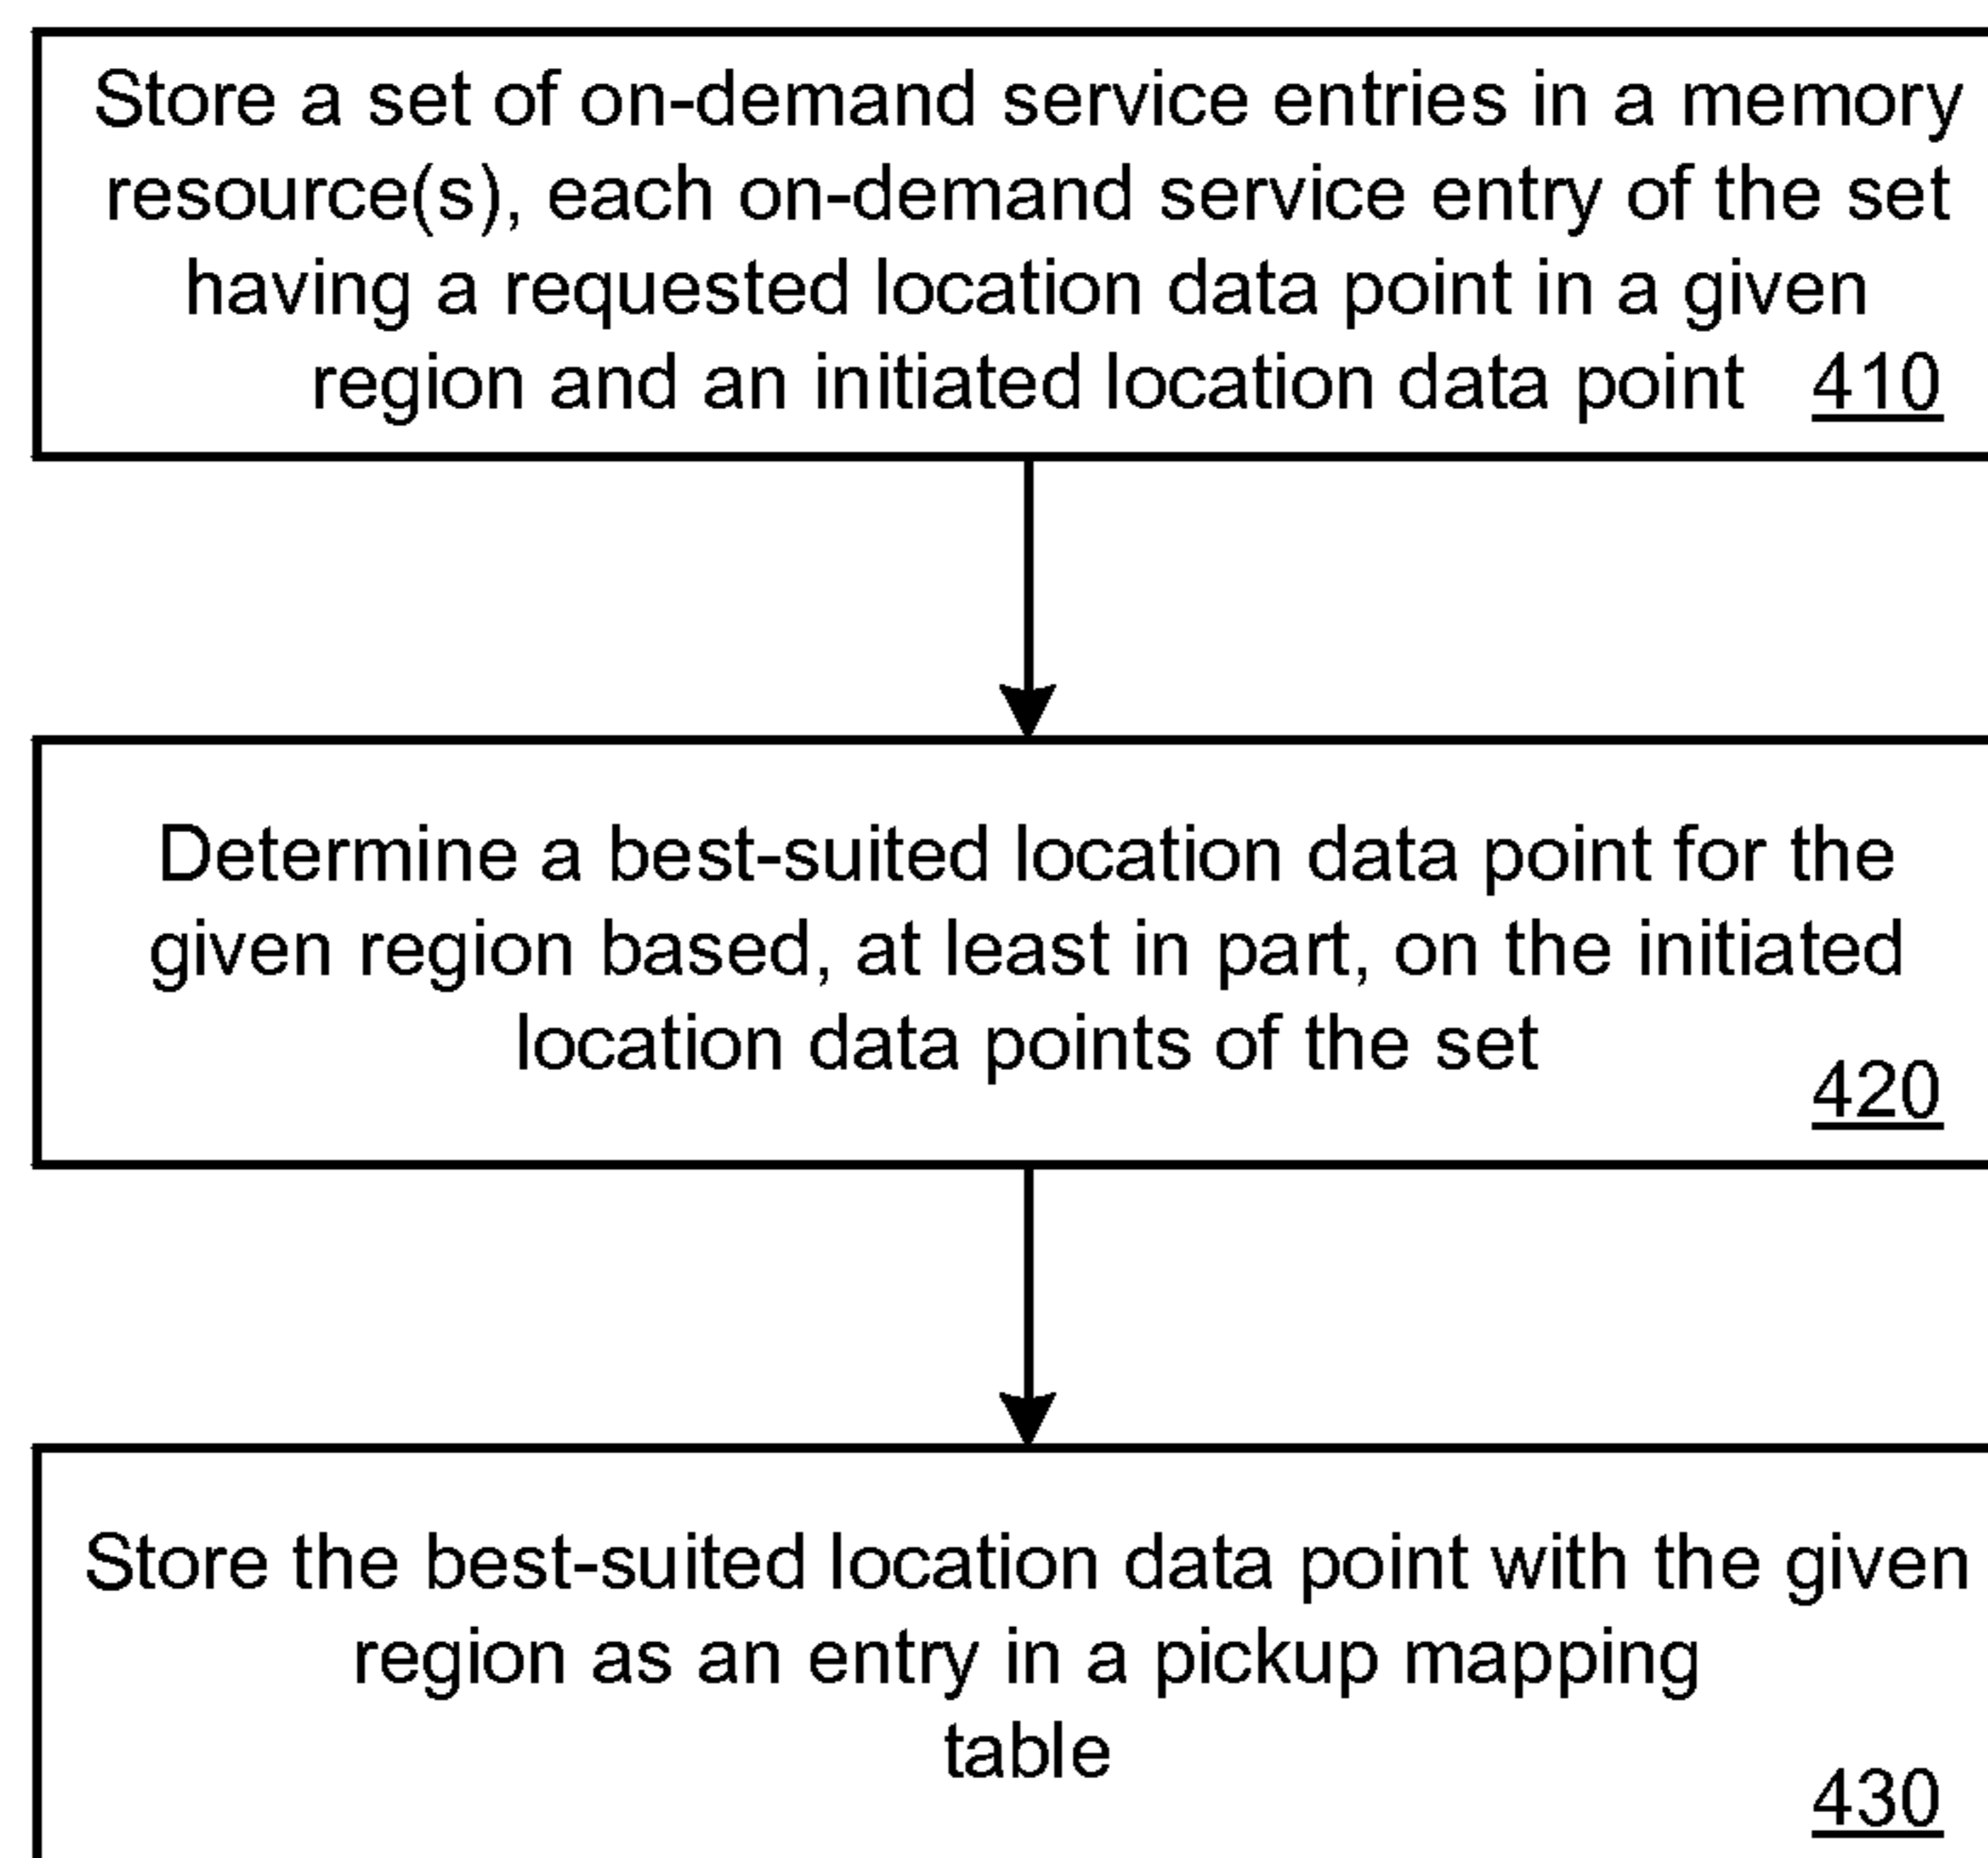 Store a set of on-demand service entries in a memory
resource(s), each on-demand service entry of the set
having a requested location data point in a given
region and an initiated location data point 410
Determine a best-suited location data point for the
given region based, at least in part, on the initiated
location data points of the set
420
Store the best-suited location data point with the given
region as an entry in a pickup mapping
table
430